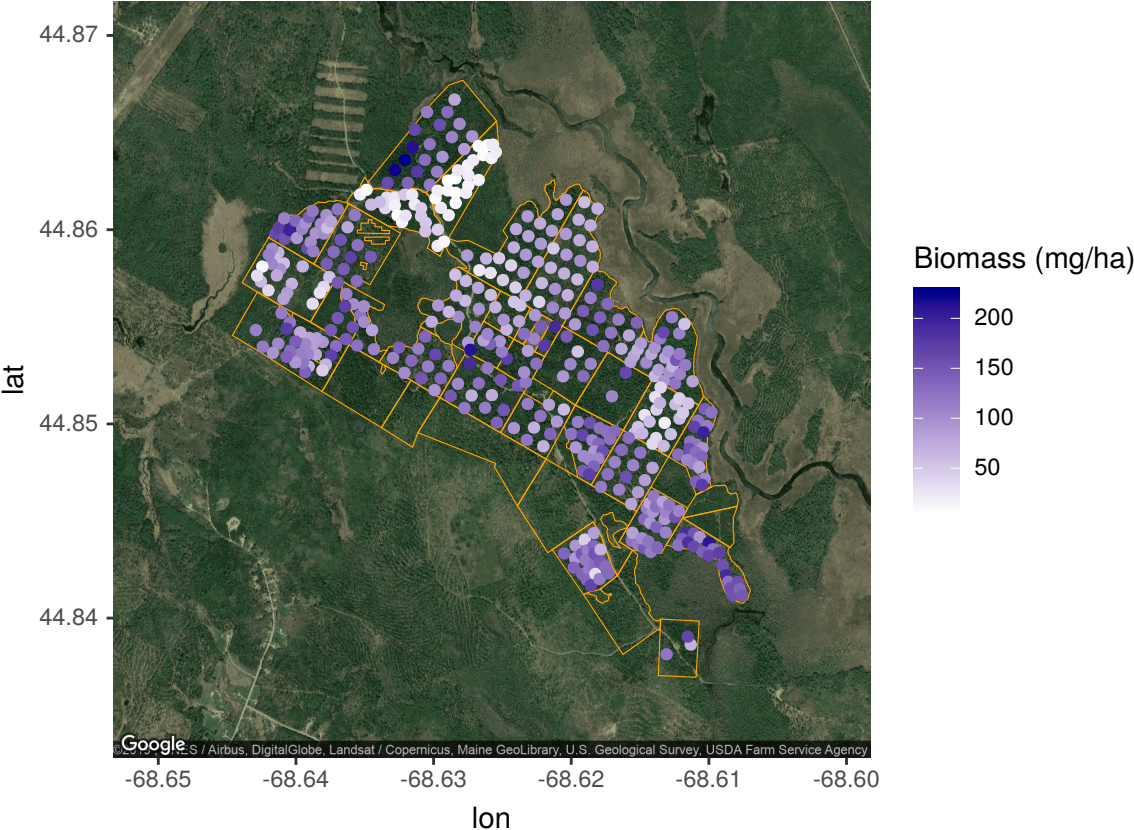 44.87
44.86
44.85
44.84
lat
-68.65
-68.64
-68.63
-68.62
-68.61
-68.60
lon
Biomass (mg/ha)
200
150
100
50
Google
/ Airbus, DigitalGlobe, Landsat / Copernicus, Maine GeoLibrary, U.S. Geological Survey, USDA Farm Service Agency